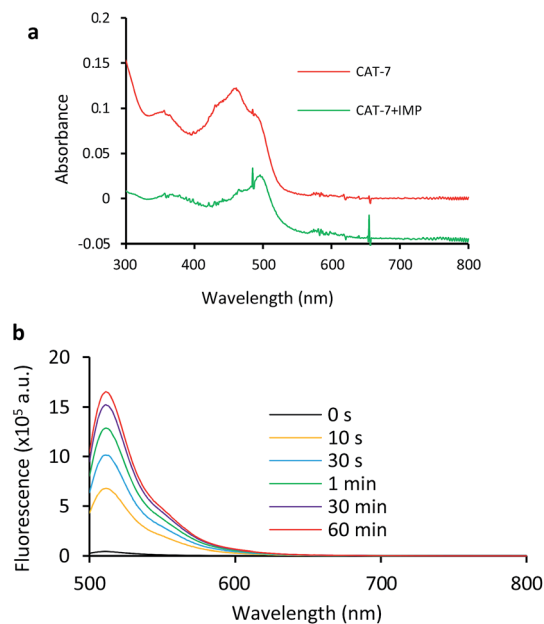 a
0.2
0.15
0.1
0.05
0
-0.05
Absorbance
CAT-7
CAT-7+IMP
300 400 500 600 700 800
Wavelength (nm)
b
20
15
10
5
0
Fluorescence (x10⁵ a.u.)
0 s
10 s
30 s
1 min
30 min
60 min
500 600 700 800
Wavelength (nm)